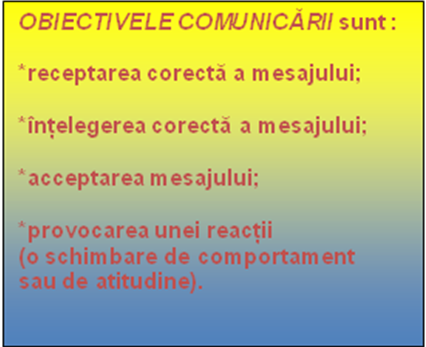 OBIECTIVELE COMUNICĂRII sunt :
*receptarea corectă a mesajului;
*înțelegerea corectă a mesajului;
*acceptarea mesajului;
*provocarea unei reacții
(o schimbare de comportament
sau de atitudine).